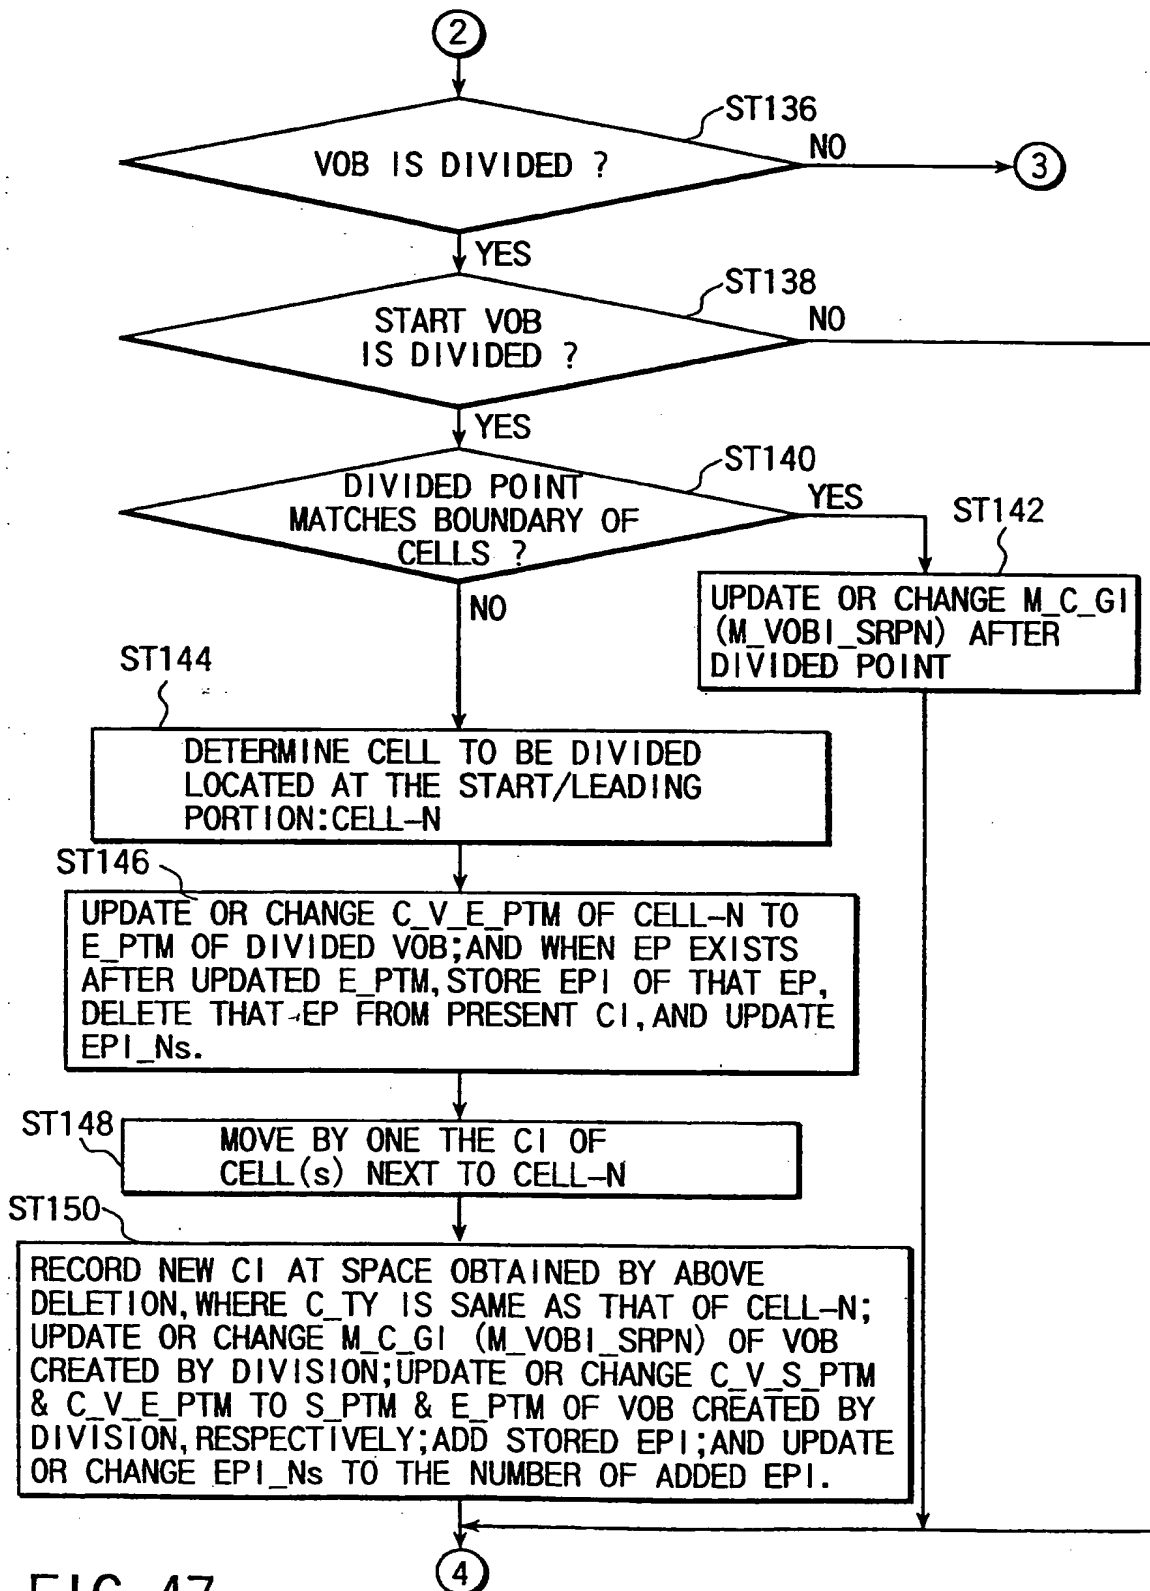 2
ST136
VOB IS DIVIDED ?
NO
3
YES
ST138
START VOB
IS DIVIDED ?
NO
YES
ST140
DIVIDED POINT
MATCHES BOUNDARY OF
CELLS ?
YES
ST142
NO
UPDATE OR CHANGE M_C_GI
(M_VOBI_SRPN) AFTER
DIVIDED POINT
ST144
DETERMINE CELL TO BE DIVIDED
LOCATED AT THE START/LEADING
PORTION:CELL-N
ST146
UPDATE OR CHANGE C_V_E_PTM OF CELL-N TO
E_PTM OF DIVIDED VOB;AND WHEN EP EXISTS
AFTER UPDATED E_PTM,STORE EPI OF THAT EP,
DELETE THAT EP FROM PRESENT CI,AND UPDATE
EPI_Ns.
ST148
MOVE BY ONE THE CI OF
CELL(s) NEXT TO CELL-N
ST150
RECORD NEW CI AT SPACE OBTAINED BY ABOVE
DELETION,WHERE C_TY IS SAME AS THAT OF CELL-N;
UPDATE OR CHANGE M_C_GI (M_VOBI_SRPN) OF VOB
CREATED BY DIVISION;UPDATE OR CHANGE C_V_S_PTM
& C_V_E_PTM TO S_PTM & E_PTM OF VOB CREATED BY
DIVISION,RESPECTIVELY;ADD STORED EPI;AND UPDATE
OR CHANGE EPI_Ns TO THE NUMBER OF ADDED EPI.
4
FIG 47